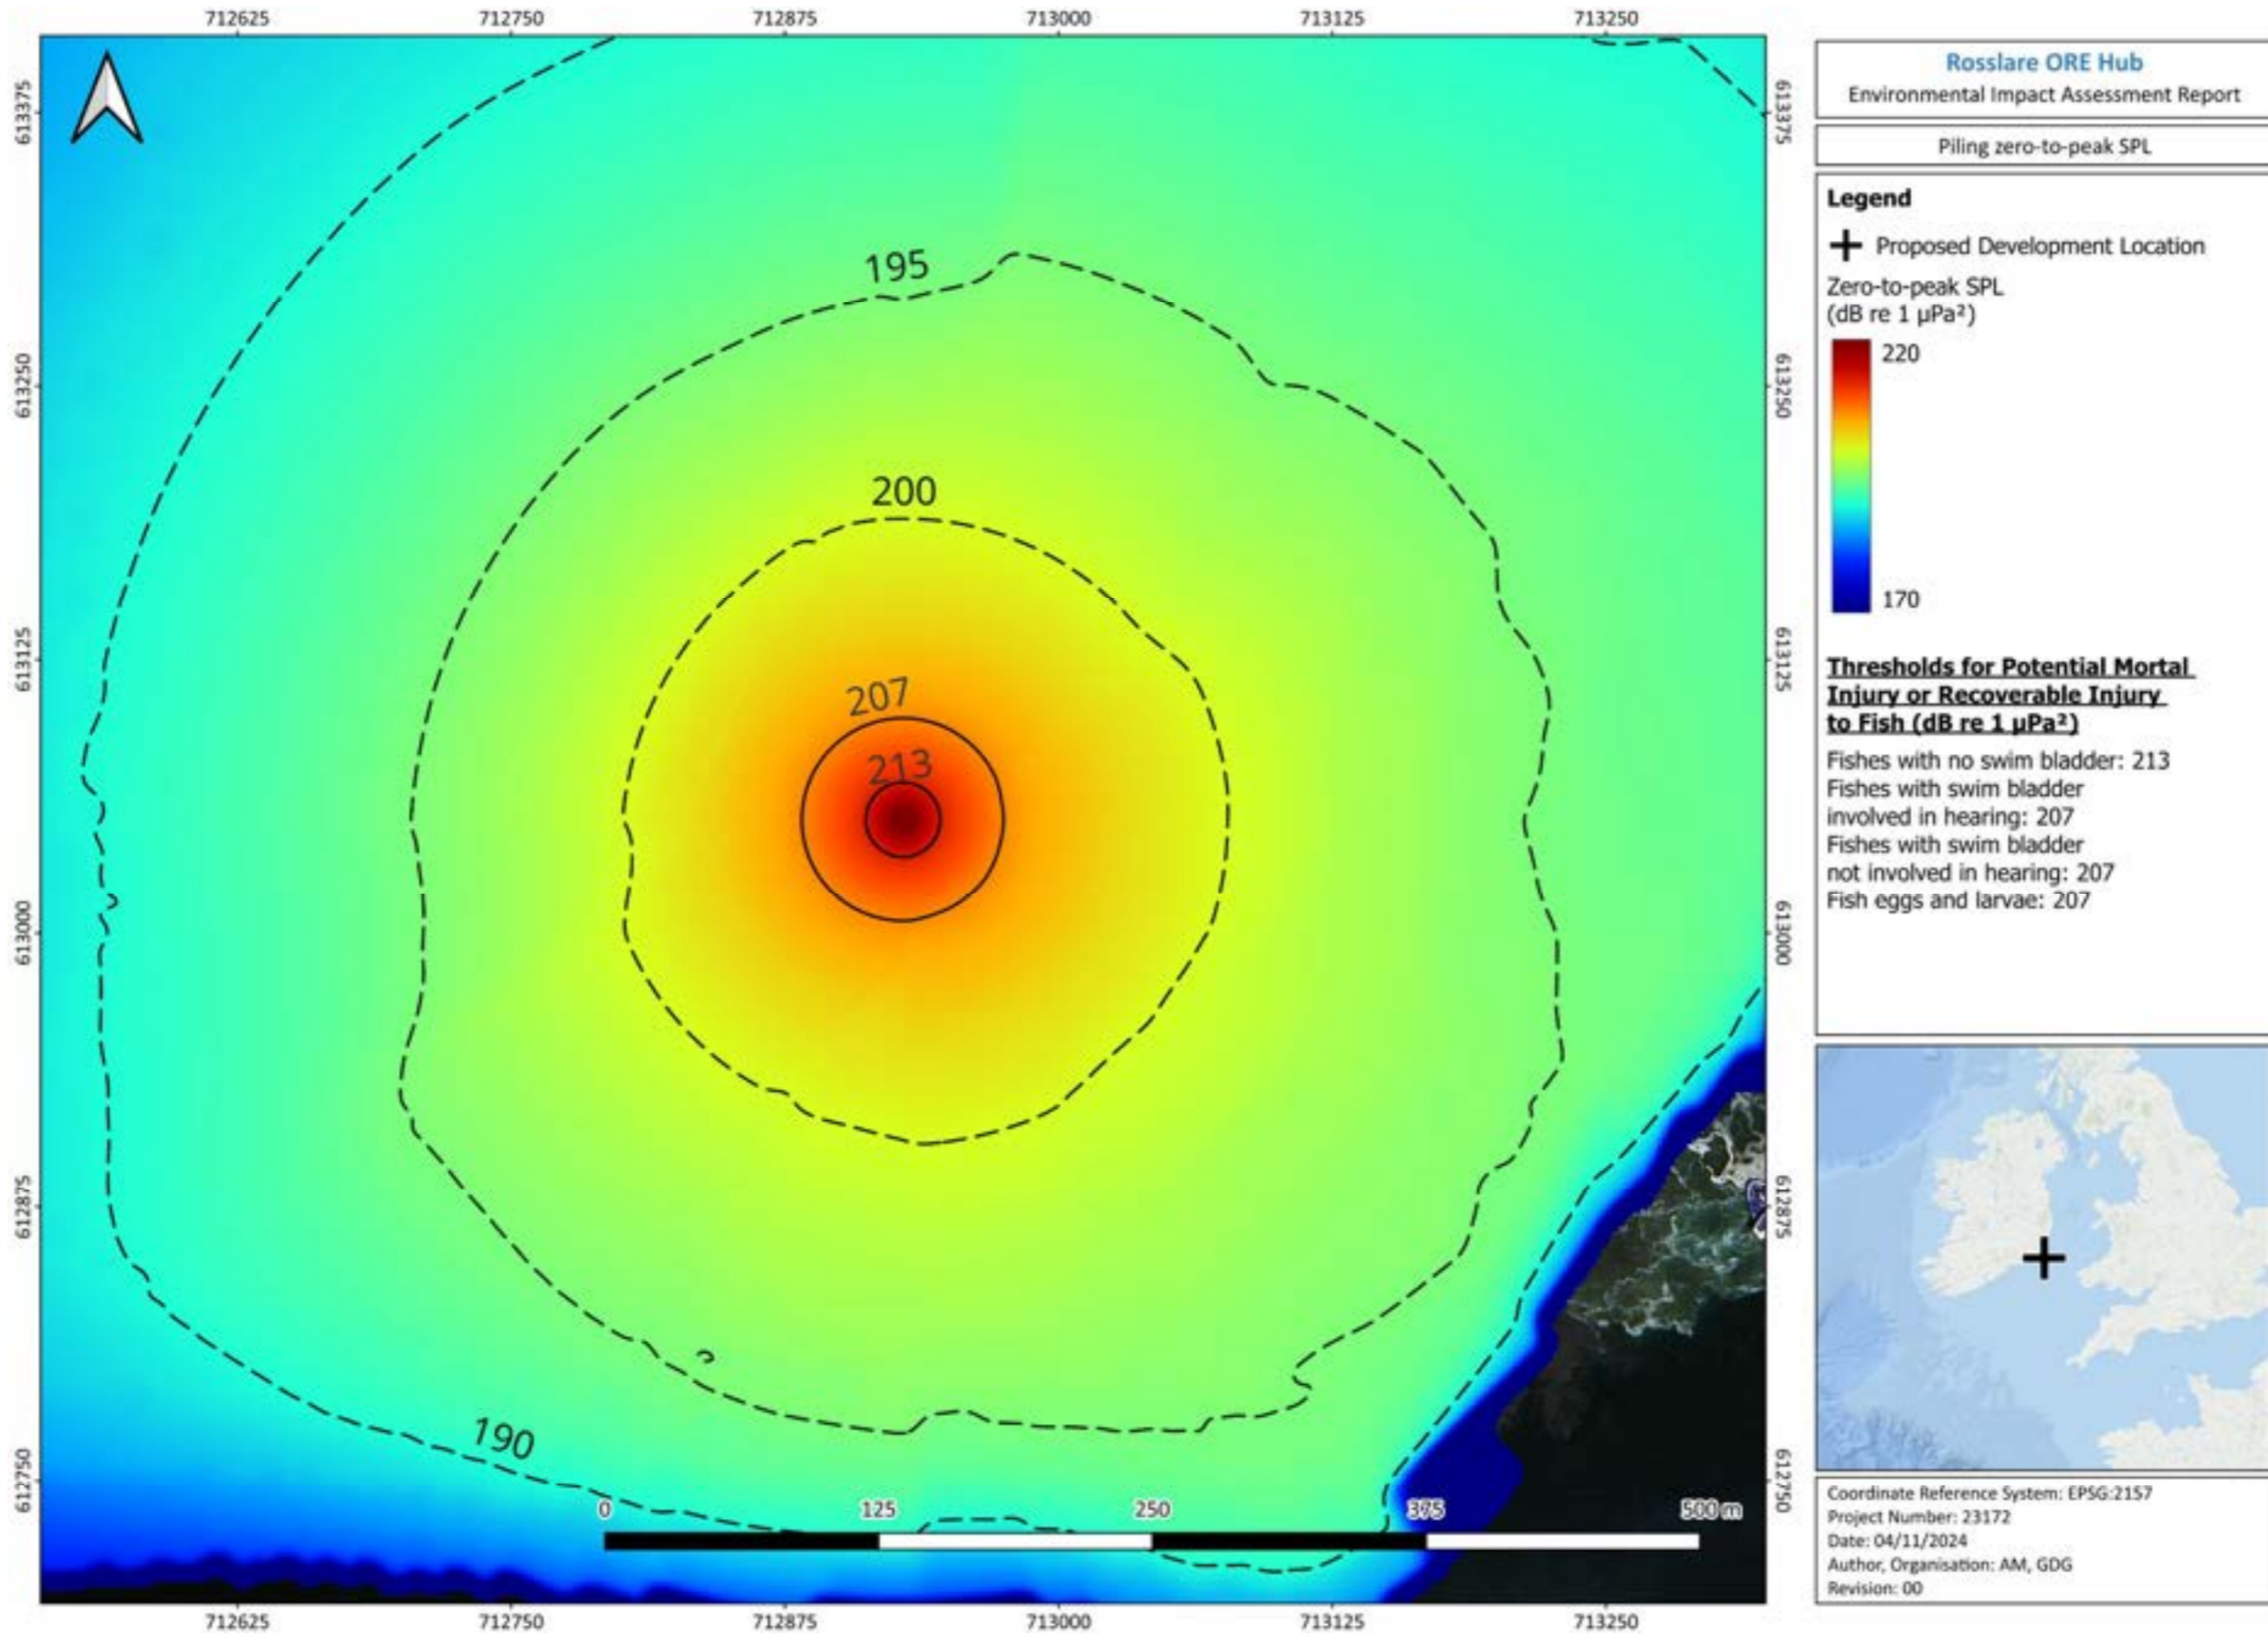 712625 712750 712875 713000 713125 713250
613375 613250 613125 613000 612875 612750
195
200
207
213
190
0 125 250 375 500 m
613375 613250 613125 613000 612875 612750
712625 712750 712875 713000 713125 713250
Rosslare ORE Hub
Environmental Impact Assessment Report
Piling zero-to-peak SPL
Legend
Proposed Development Location
Zero-to-peak SPL
(dB re 1 µPa²)
220
170
Thresholds for Potential Mortal
Injury or Recoverable Injury
to Fish (dB re 1 µPa²)
Fishes with no swim bladder: 213
Fishes with swim bladder
involved in hearing: 207
Fishes with swim bladder
not involved in hearing: 207
Fish eggs and larvae: 207
Coordinate Reference System: EPSG:2157
Project Number: 23172
Date: 04/11/2024
Author, Organisation: AM, GDG
Revision: 00